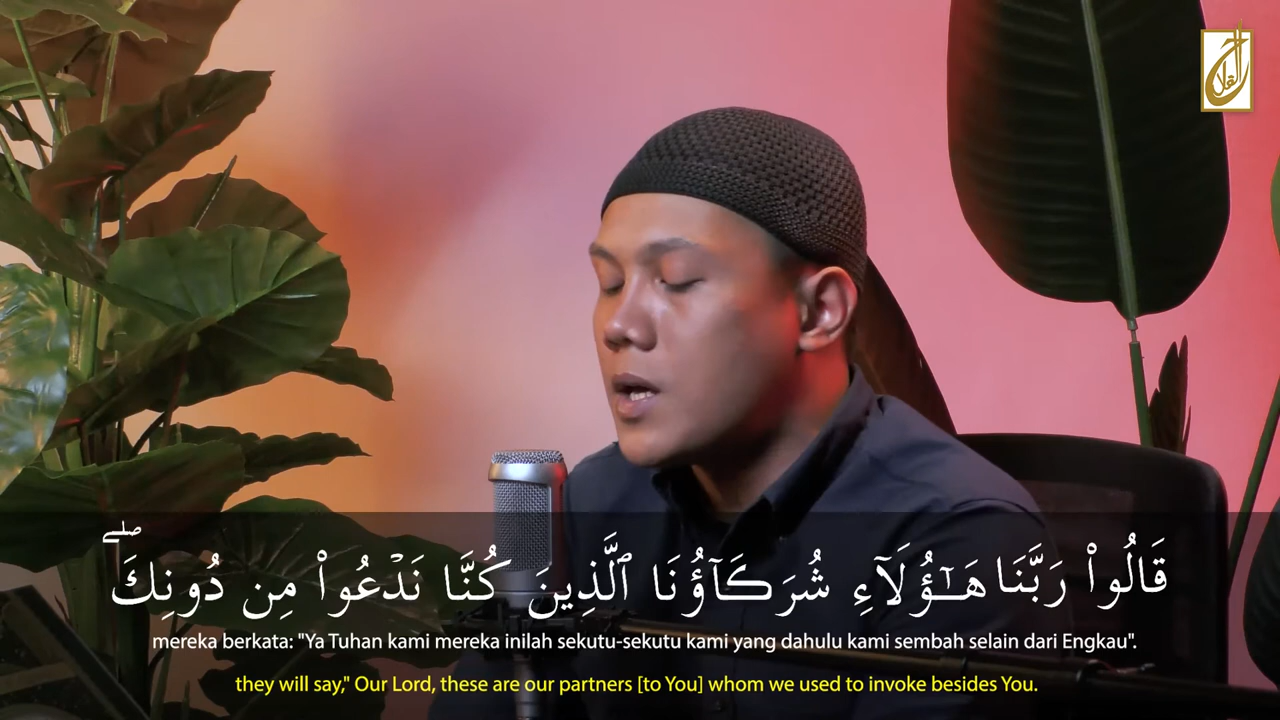 قَالُوا۟ رَبَّنَا هَـٰٓؤُلَآءِ شُرَكَآؤُنَا ٱلَّذِينَ كُنَّا نَدْعُوا۟ مِن دُونِكَ ۖ
mereka berkata: "Ya Tuhan kami mereka inilah sekutu-sekutu kami yang dahulu kami sembah selain dari Engkau".
they will say," Our Lord, these are our partners [to You] whom we used to invoke besides You.